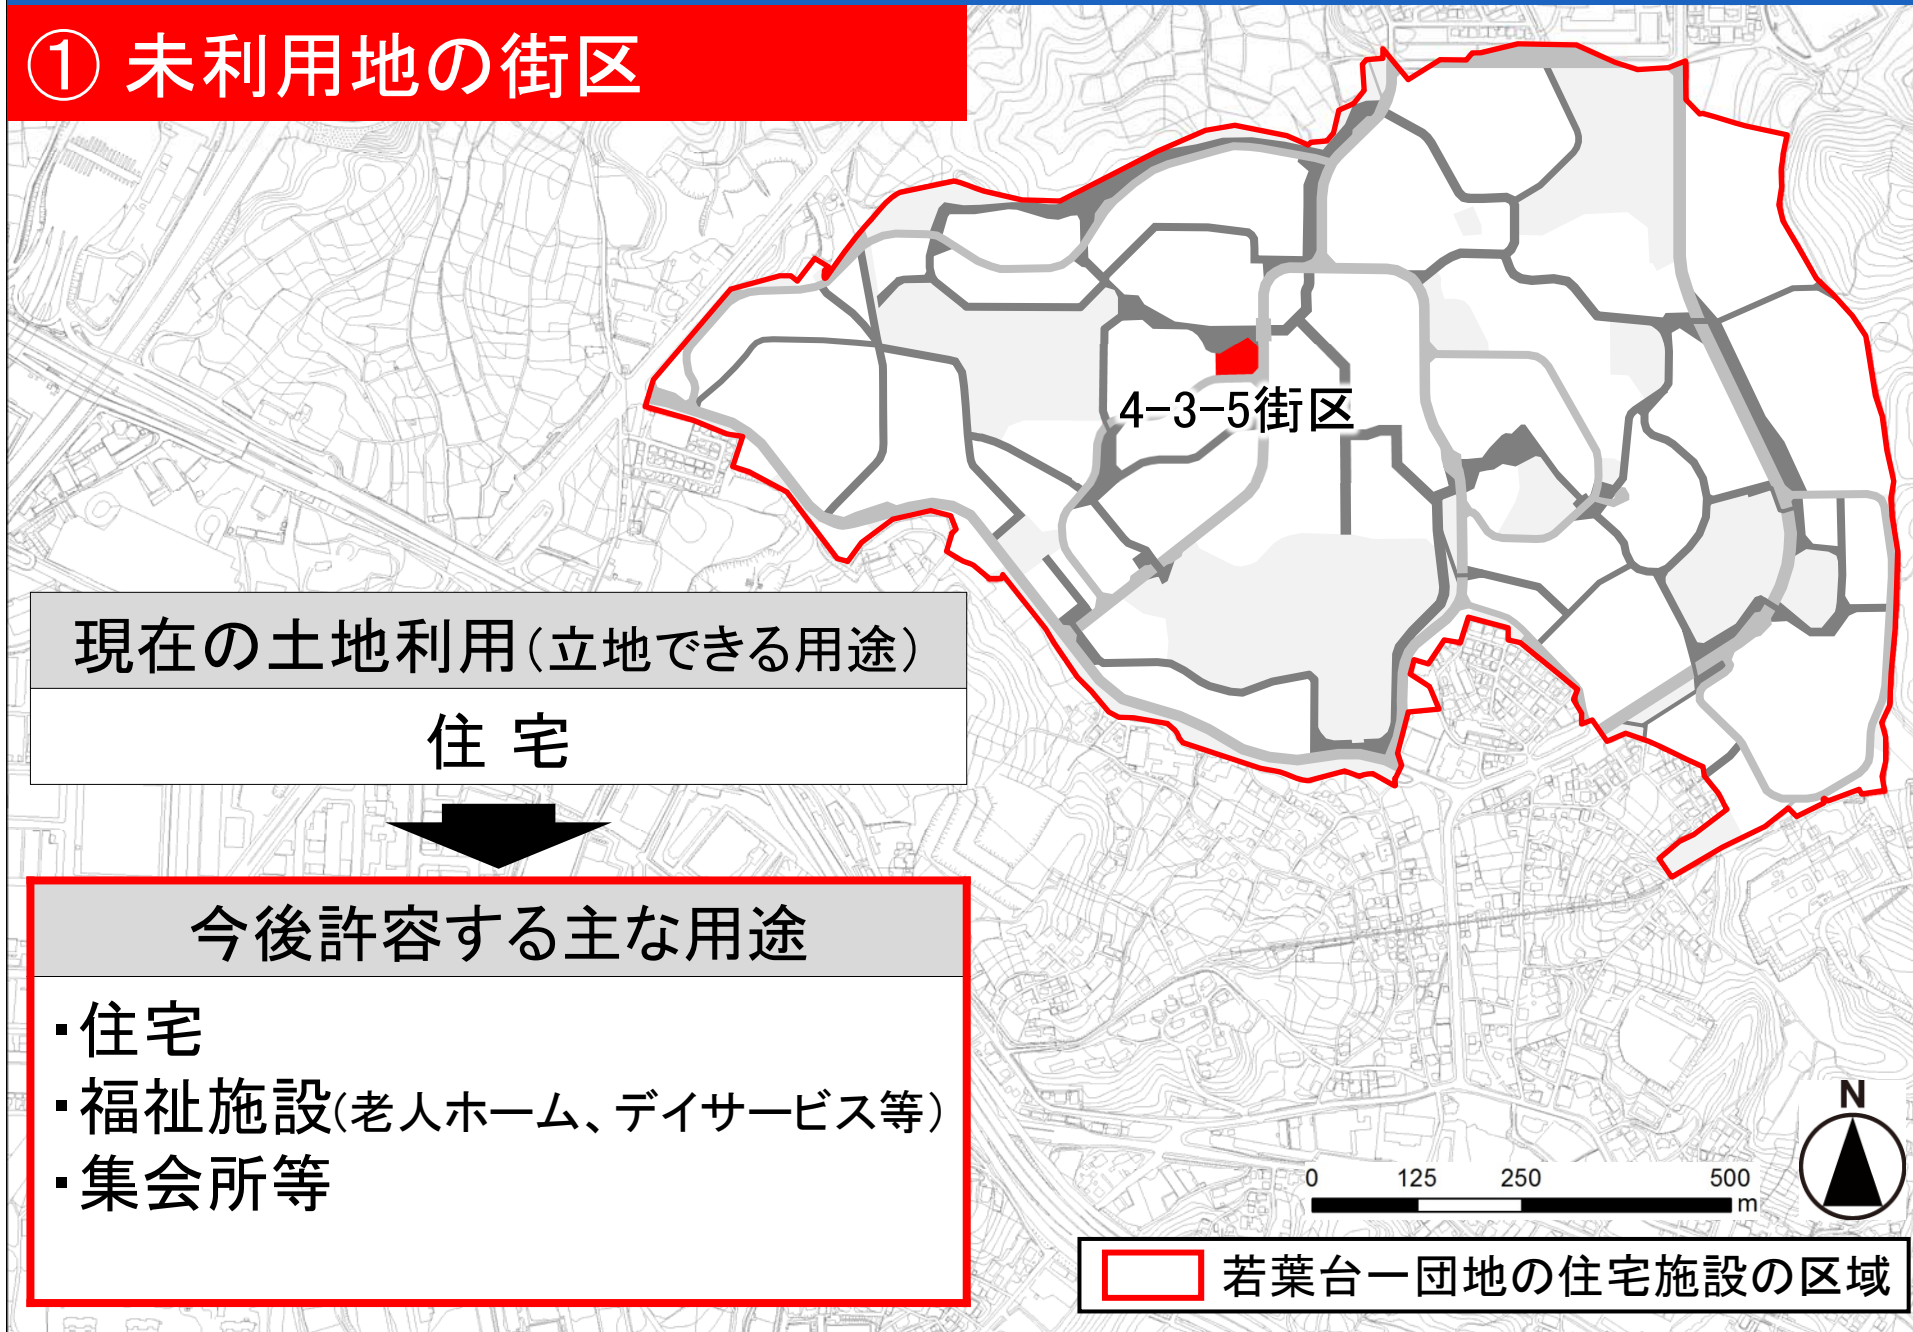 ① 未利用地の街区
4-3-5街区
現在の土地利用(立地できる用途)
住 宅
今後許容する主な用途
・住宅
・福祉施設(老人ホーム、デイサービス等)
・集会所等
N
0 125 250 500
m
若葉台一団地の住宅施設の区域